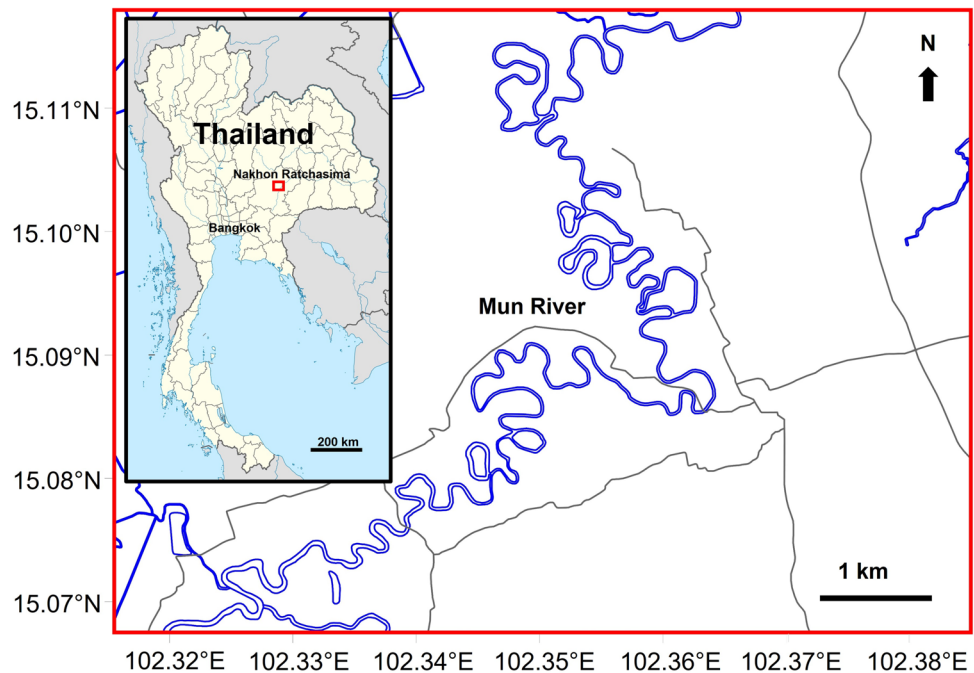 N
15.11°N
15.10°N
15.09°N
15.08°N
15.07°N
Thailand
Nakhon Ratchasima
Bangkok
200 km
Mun River
1 km
102.32°E
102.33°E
102.34°E
102.35°E
102.36°E
102.37°E
102.38°E